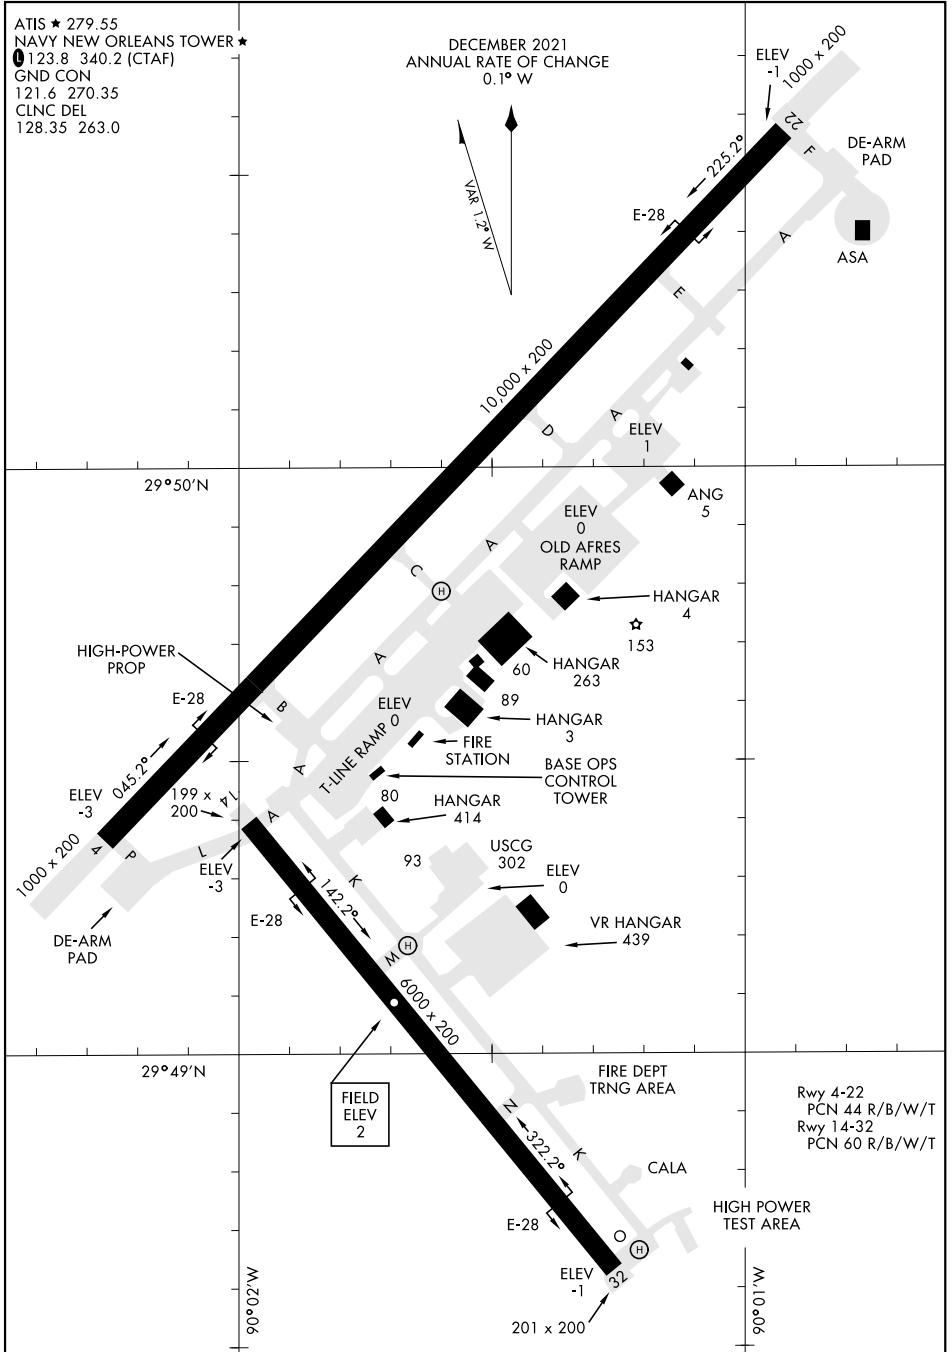 ATIS ★ 279.55
NAVY NEW ORLEANS TOWER ★
L 123.8 340.2 (CTAF)
GND CON
121.6 270.35
CLNC DEL
128.35 263.0
DECEMBER 2021
ANNUAL RATE OF CHANGE
0.1° W
VAR 1.2° W
ELEV
-1
1000 x 200
22
F
DE-ARM
PAD
225.2°
E-28
A
ASA
E
10,000 x 200
D
A
ELEV
1
29°50'N
ANG
5
ELEV
0
OLD AFRES
RAMP
A
C
H
HANGAR
4
153
HIGH-POWER
PROP
A
60
HANGAR
263
E-28
B
ELEV
0
89
HANGAR
3
T-LINE RAMP
FIRE
STATION
045.2°
A
BASE OPS
CONTROL
TOWER
ELEV
-3
199 x
200
14
A
80
HANGAR
414
4
P
L
1000 x 200
ELEV
-3
93
USCG
302
K
142.2°
ELEV
0
E-28
VR HANGAR
439
DE-ARM
PAD
M
H
6000 x 200
29°49'N
FIELD
ELEV
2
FIRE DEPT
TRNG AREA
Rwy 4-22
PCN 44 R/B/W/T
Rwy 14-32
PCN 60 R/B/W/T
N
322.2°
K
CALA
HIGH POWER
TEST AREA
E-28
H
ELEV
-1
32
201 x 200
90°02'W
90°01'W